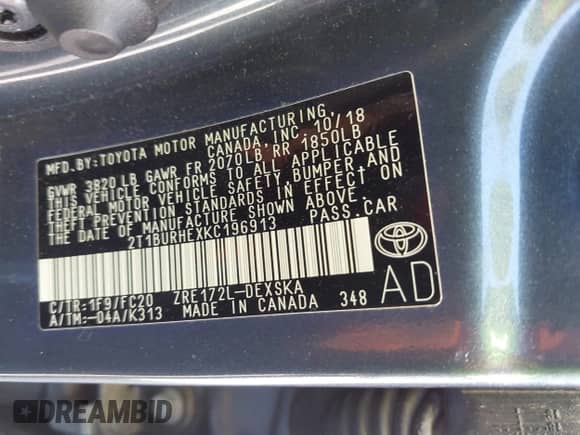 MFD.BY:TOYOTA MOTOR MANUFACTURING,
CANADA, INC. 10/18
GVWR 3820 LB GAWR FR 2070LB RR 1850LB
THIS VEHICLE CONFORMS TO ALL APPLICABLE
FEDERAL MOTOR VEHICLE SAFETY, BUMPER, AND
THEFT PREVENTION STANDARDS IN EFFECT ON
THE DATE OF MANUFACTURE SHOWN ABOVE.
2T1BURHEXKC196913 PASS.CAR
C/TR:1F9/FC20 ZRE172L-DEXSKA
A/TM:-04A/K313 MADE IN CANADA 348
AD
DREAMBID